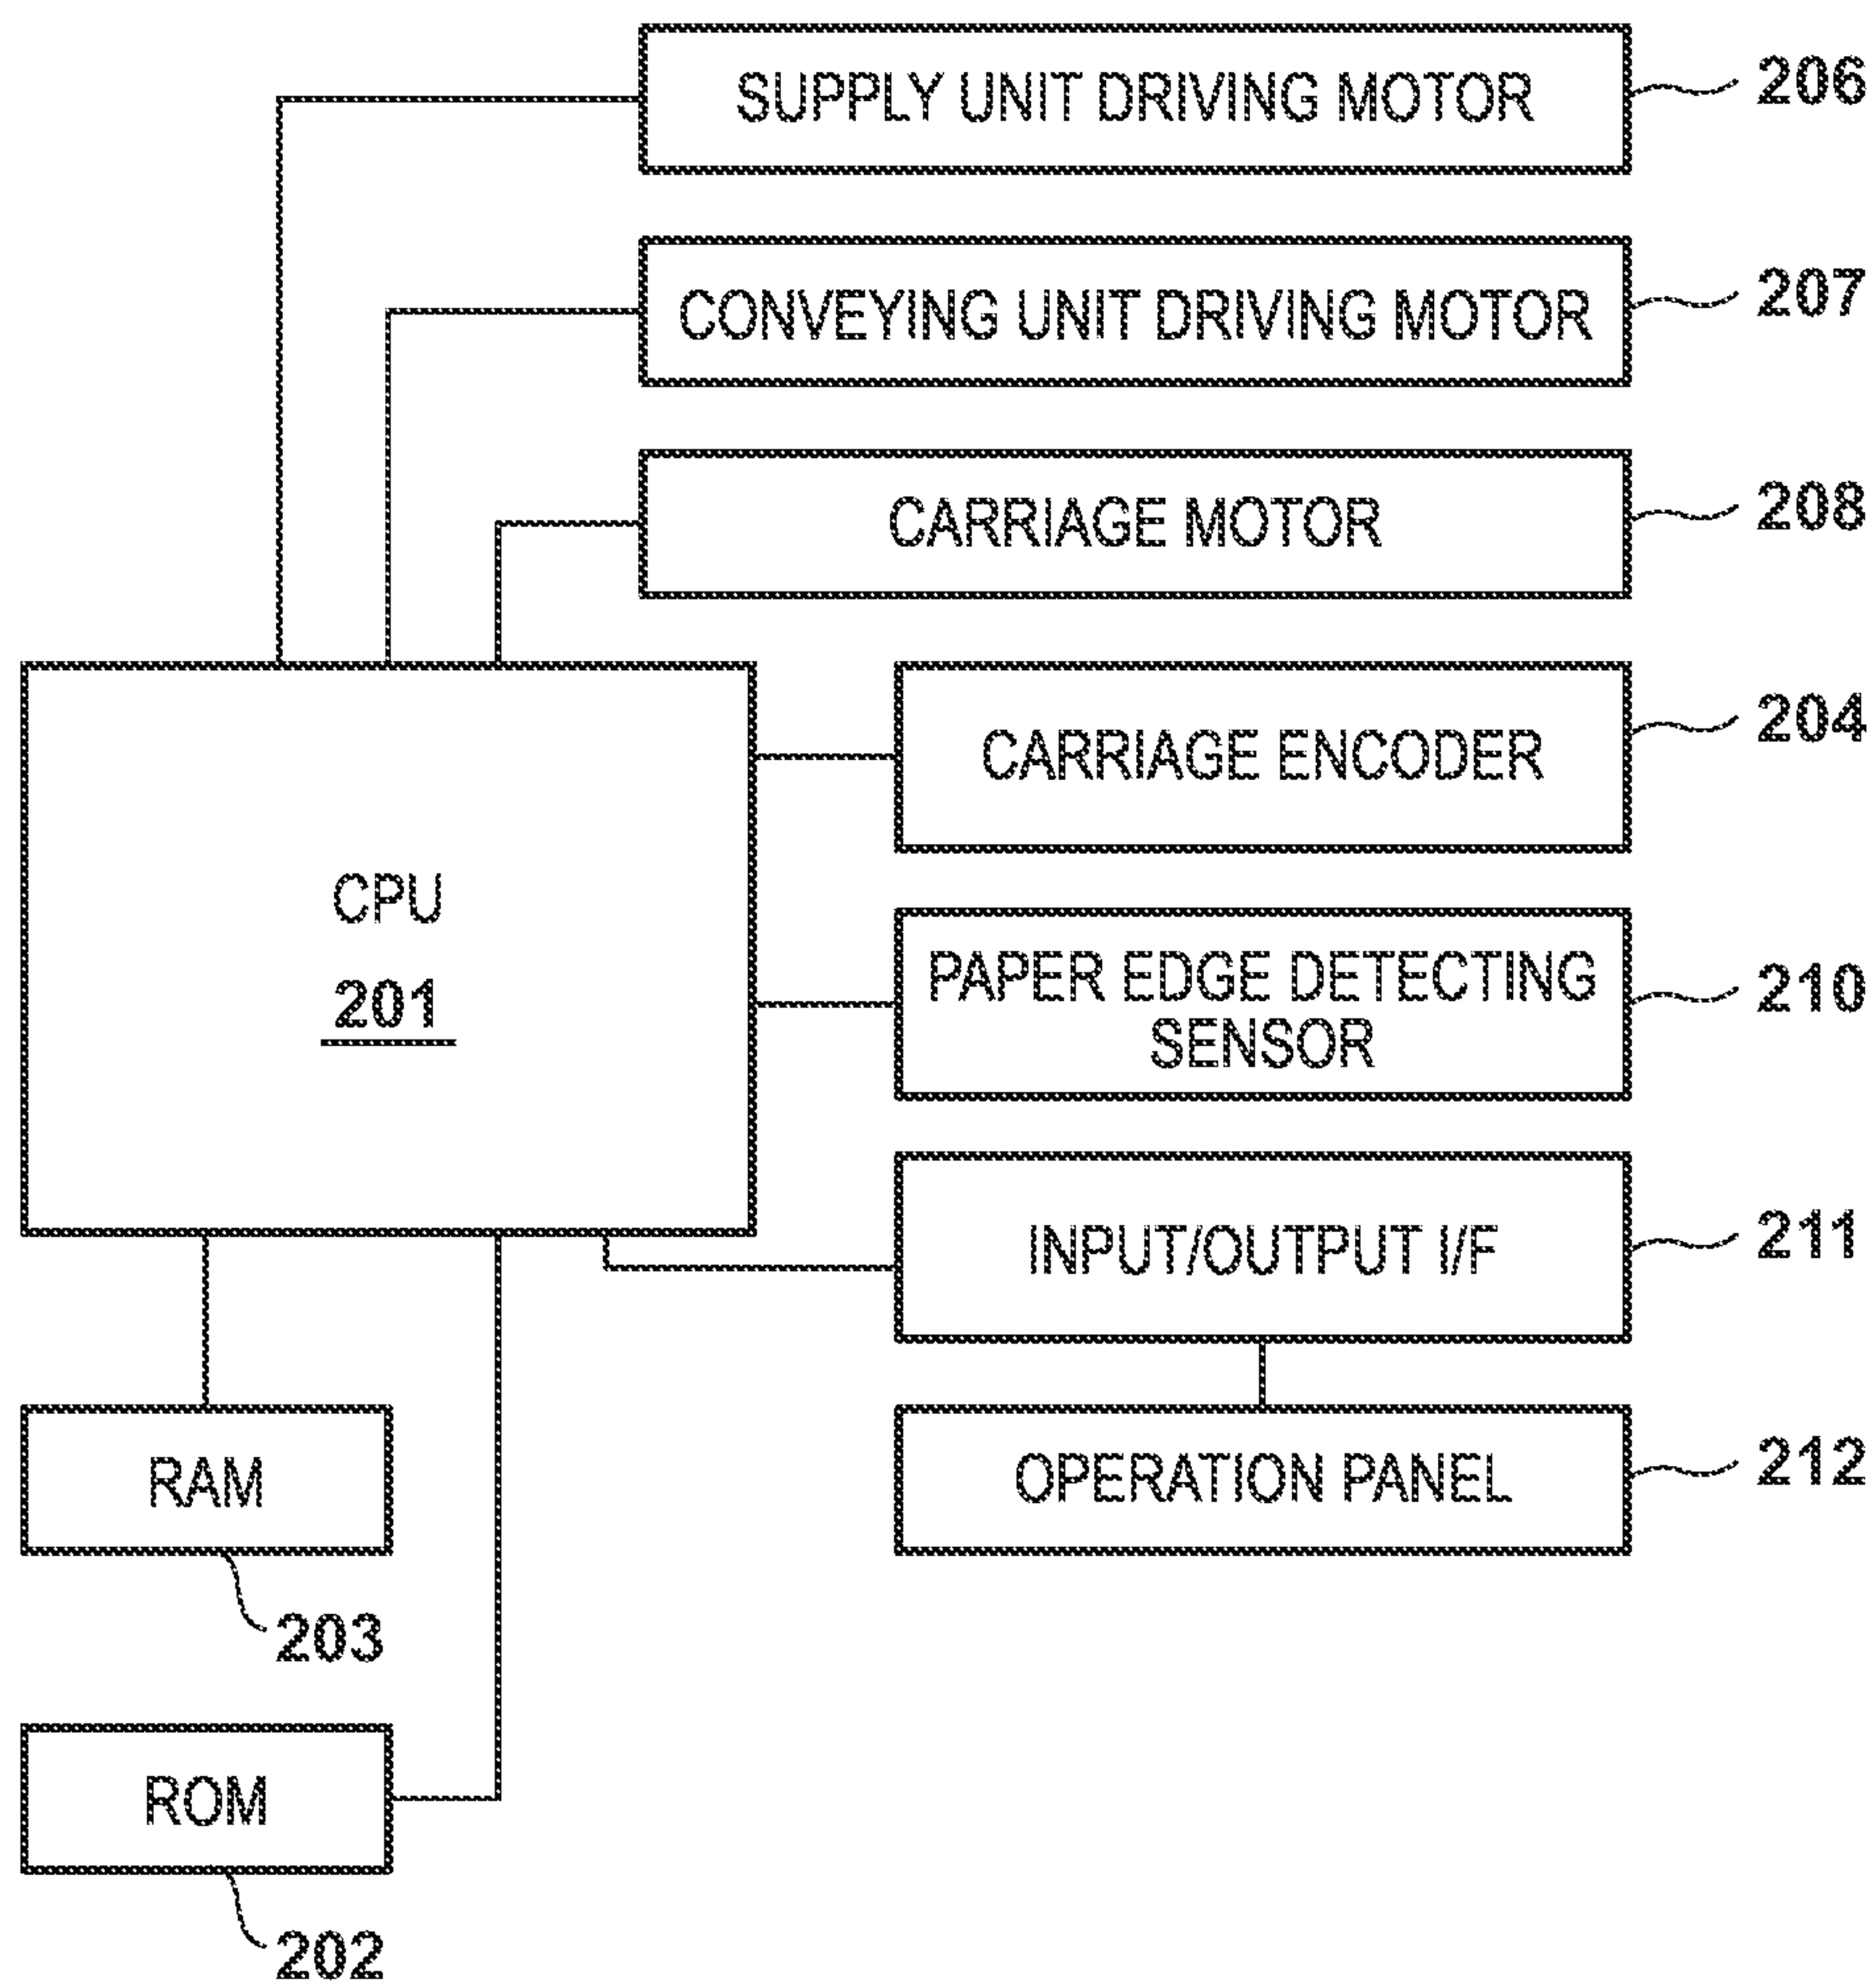 SUPPLY UNIT DRIVING MOTOR
206
CONVEYING UNIT DRIVING MOTOR
207
CARRIAGE MOTOR
208
CARRIAGE ENCODER
204
CPU
201
PAPER EDGE DETECTING
SENSOR
210
INPUT/OUTPUT I/F
211
OPERATION PANEL
212
RAM
203
ROM
202